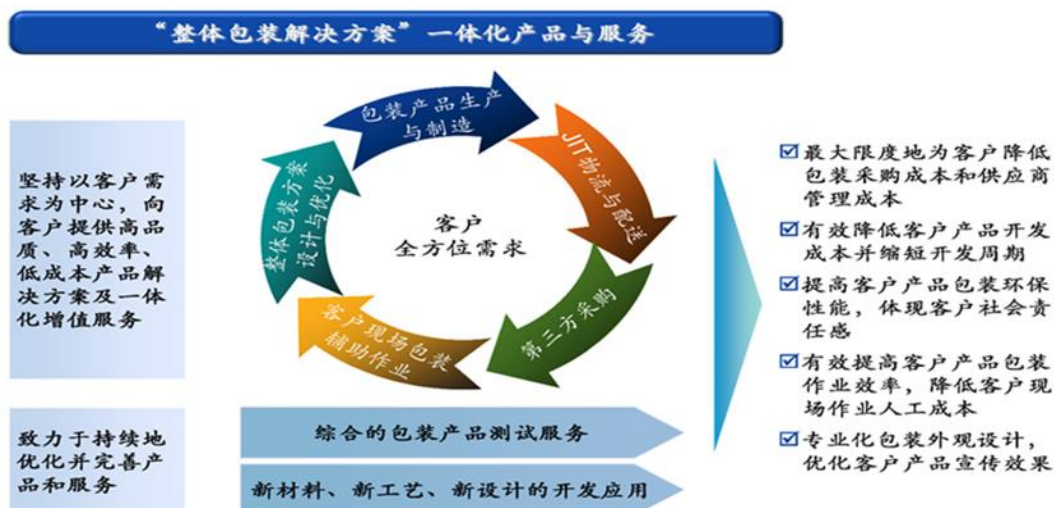 “整体包装解决方案”一体化产品与服务
坚持以客户需
求为中心，向
客户提供高品
质、高效率、
低成本产品解
决方案及一体
化增值服务
致力于持续地
优化并完善产
品和服务
包装产品生产
与制造
JIT物流与配送
第三方采购
客户现场包装
辅助作业
整体包装方案
设计与优化
客户
全方位需求
综合的包装产品测试服务
新材料、新工艺、新设计的开发应用
最大限度地为客户降低
包装采购成本和供应商
管理成本
有效降低客户产品开发
成本并缩短开发周期
提高客户产品包装环保
性能，体现客户社会责
任感
有效提高客户产品包装
作业效率，降低客户现
场作业人工成本
专业化包装外观设计，
优化客户产品宣传效果